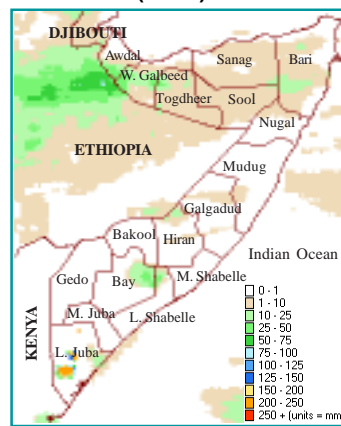 DJIBOUTI
Awdal
Sanag
Bari
W. Galbeed
Togdheer
Sool
Nugal
ETHIOPIA
Mudug
Galgadud
Bakool
Hiran
Indian Ocean
Gedo
Bay
M. Shabelle
M. Juba
L. Shabelle
KENYA
L. Juba
0 - 1
1 - 10
10 - 25
25 - 50
50 - 75
75 - 100
100 - 125
125 - 150
150 - 200
200 - 250
250 + (units = mm